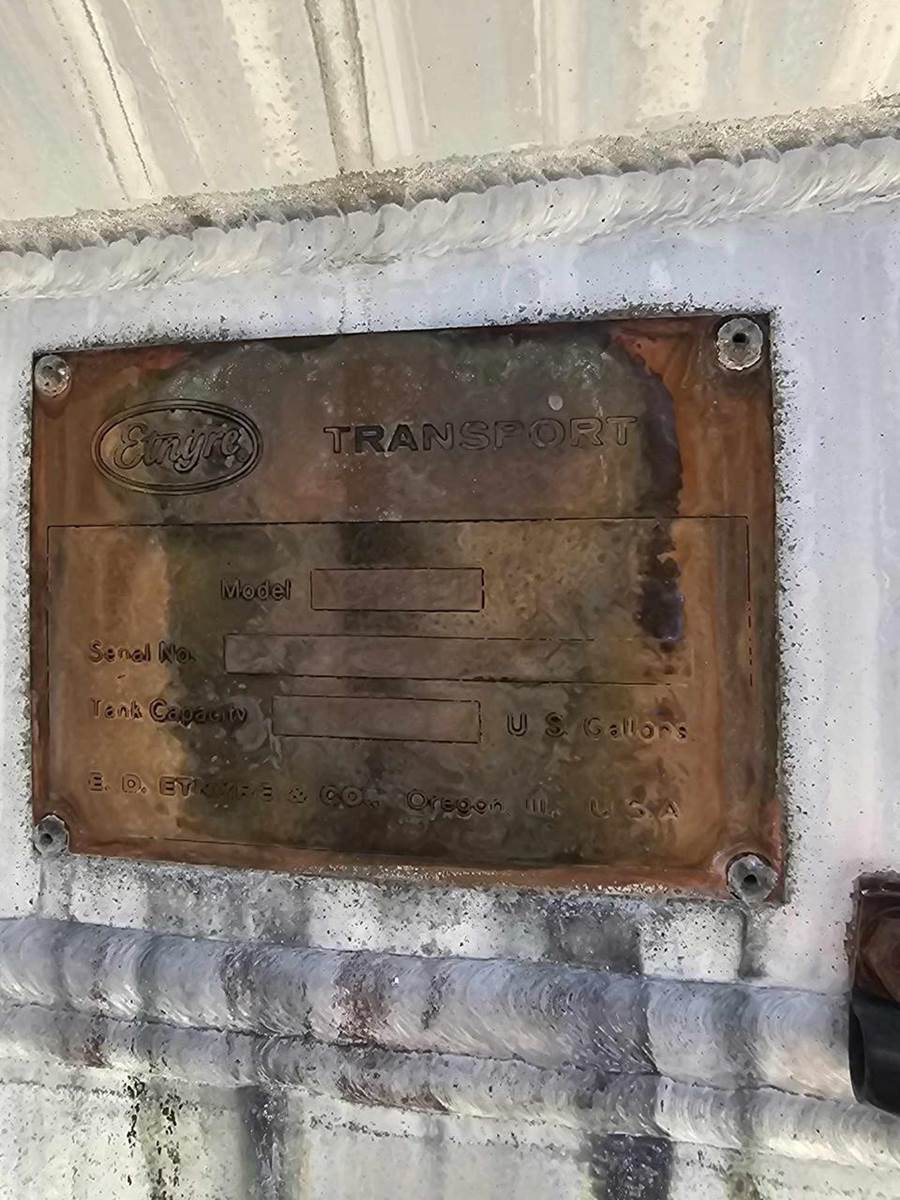 Etnyre TRANSPORT
Model
Serial No.
Tank Capacity U.S. Gallons
E. D. ETNYRE & CO., Oregon, Ill., U.S.A